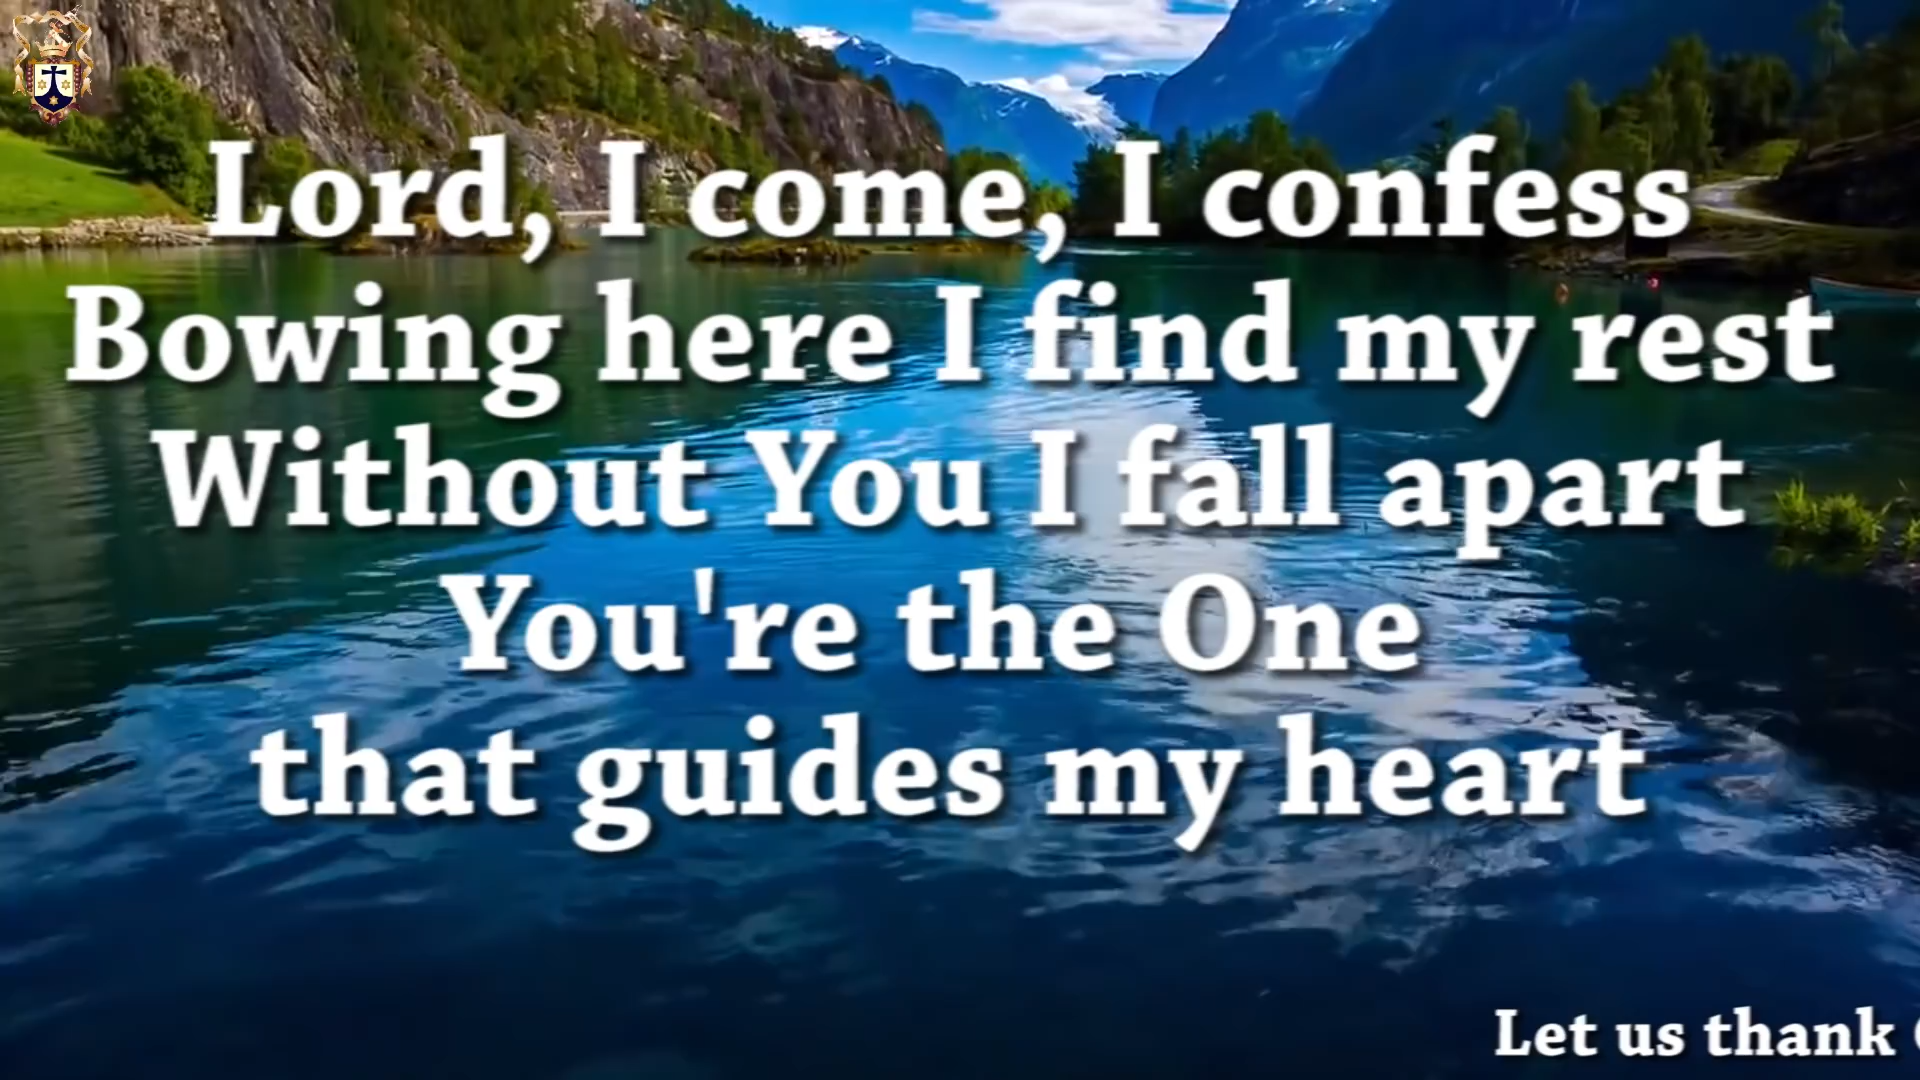 Lord, I come, I confess
Bowing here I find my rest
Without You I fall apart
You're the One
that guides my heart
Let us thank